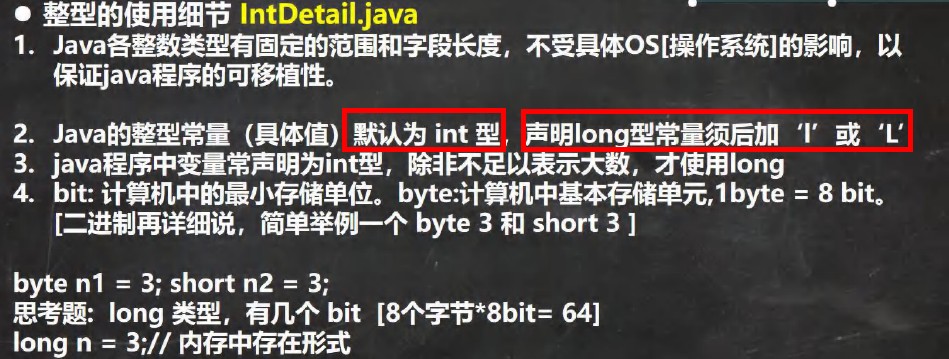 ● 整型的使用细节 IntDetail.java
1. Java各整数类型有固定的范围和字段长度，不受具体OS[操作系统]的影响，以
保证java程序的可移植性。
2. Java的整型常量（具体值）默认为 int 型，声明long型常量须后加‘l’或‘L’
3. java程序中变量常声明为int型，除非不足以表示大数，才使用long
4. bit: 计算机中的最小存储单位。byte:计算机中基本存储单元,1byte = 8 bit。
[二进制再详细说，简单举例一个 byte 3 和 short 3 ]
byte n1 = 3; short n2 = 3;
思考题: long 类型，有几个 bit [8个字节*8bit= 64]
long n = 3;// 内存中存在形式